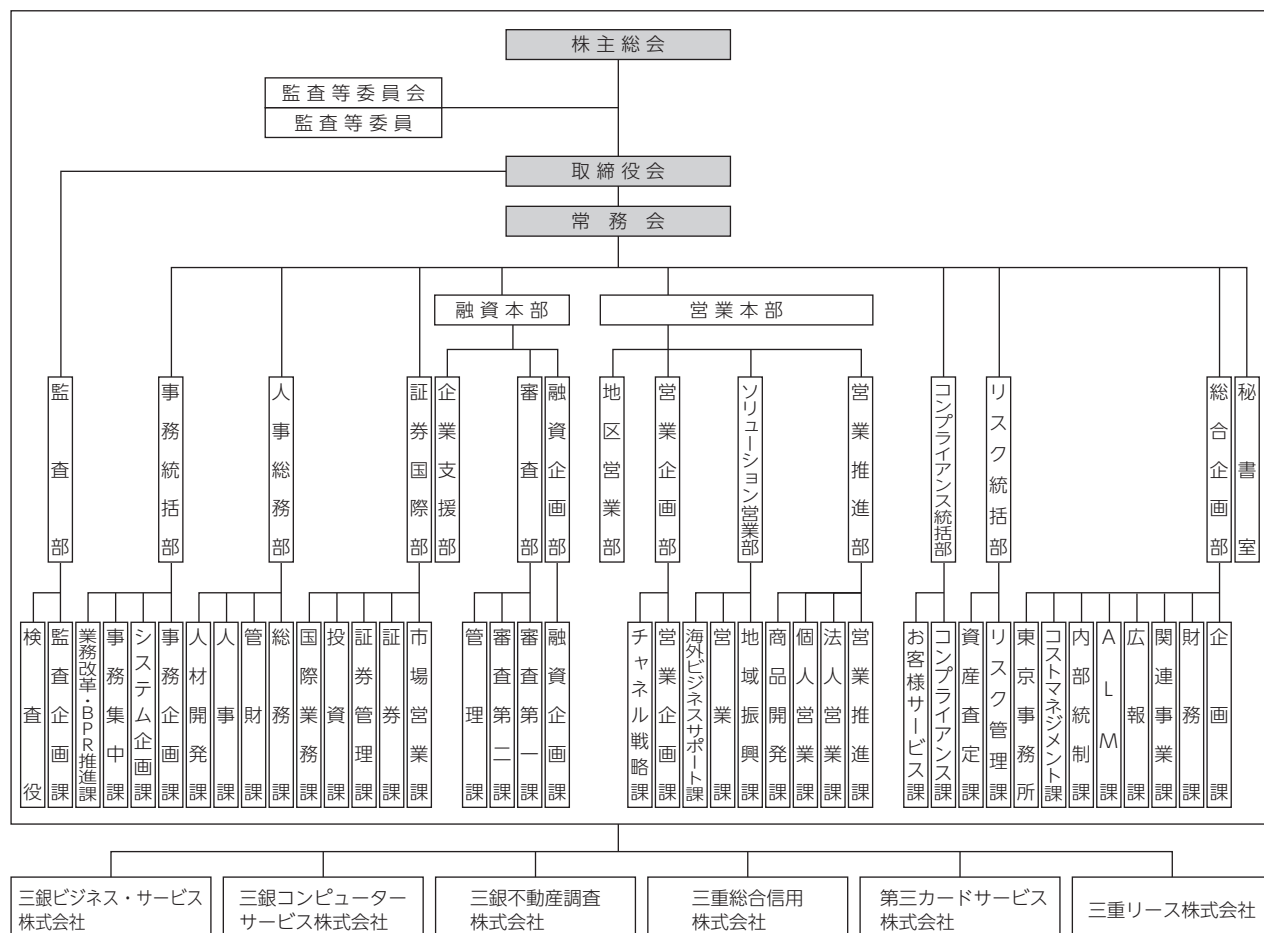 株主総会
監査等委員会
監査等委員
取締役会
常務会
融資本部
営業本部
監査部
事務統括部
人事総務部
証券国際部
企業支援部
審査部
融資企画部
地区営業部
営業企画部
ソリューション営業部
営業推進部
コンプライアンス統括部
リスク統括部
総合企画部
秘書室
検査役
監査企画課
業務改革・BPR推進課
事務集中課
システム企画課
事務企画課
人材開発課
人事課
管財課
総務課
国際業務課
投資課
証券管理課
証券課
市場営業課
管理課
審査第二課
審査第一課
融資企画課
チャネル戦略課
営業企画課
海外ビジネスサポート課
営業課
地域振興課
商品開発課
個人営業課
法人営業課
営業推進課
お客様サービス課
コンプライアンス課
資産査定課
リスク管理課
東京事務所
コストマネジメント課
内部統制課
ALM課
広報課
関連事業課
財務課
企画課
三銀ビジネス・サービス
株式会社
三銀コンピューター
サービス株式会社
三銀不動産調査
株式会社
三重総合信用
株式会社
第三カードサービス
株式会社
三重リース株式会社